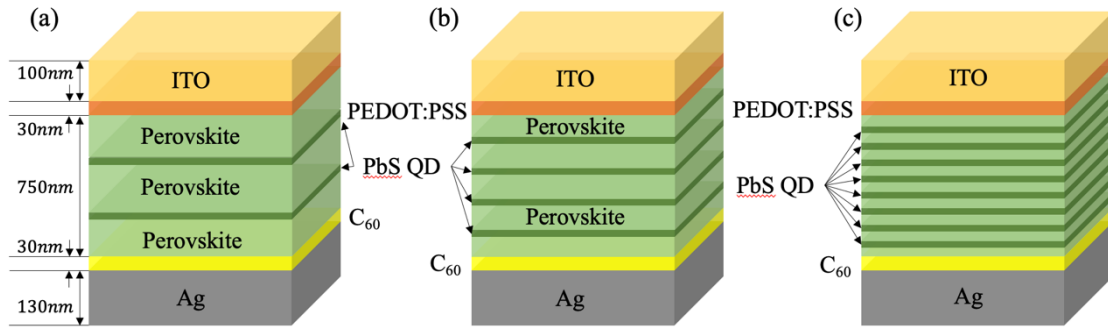 (a)
100nm
ITO
30nm
Perovskite
750nm
Perovskite
30nm
Perovskite
130nm
Ag
PEDOT:PSS
PbS QD
C60
(b)
ITO
Perovskite
Perovskite
C60
Ag
(c)
ITO
PEDOT:PSS
PbS QD
C60
Ag